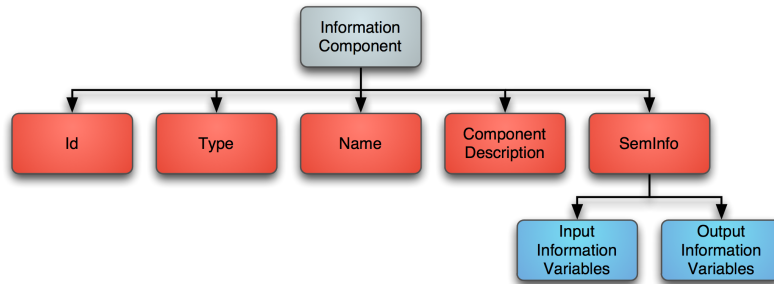 Information
Component
Id
Type
Name
Component
Description
SemInfo
Input
Information
Variables
Output
Information
Variables